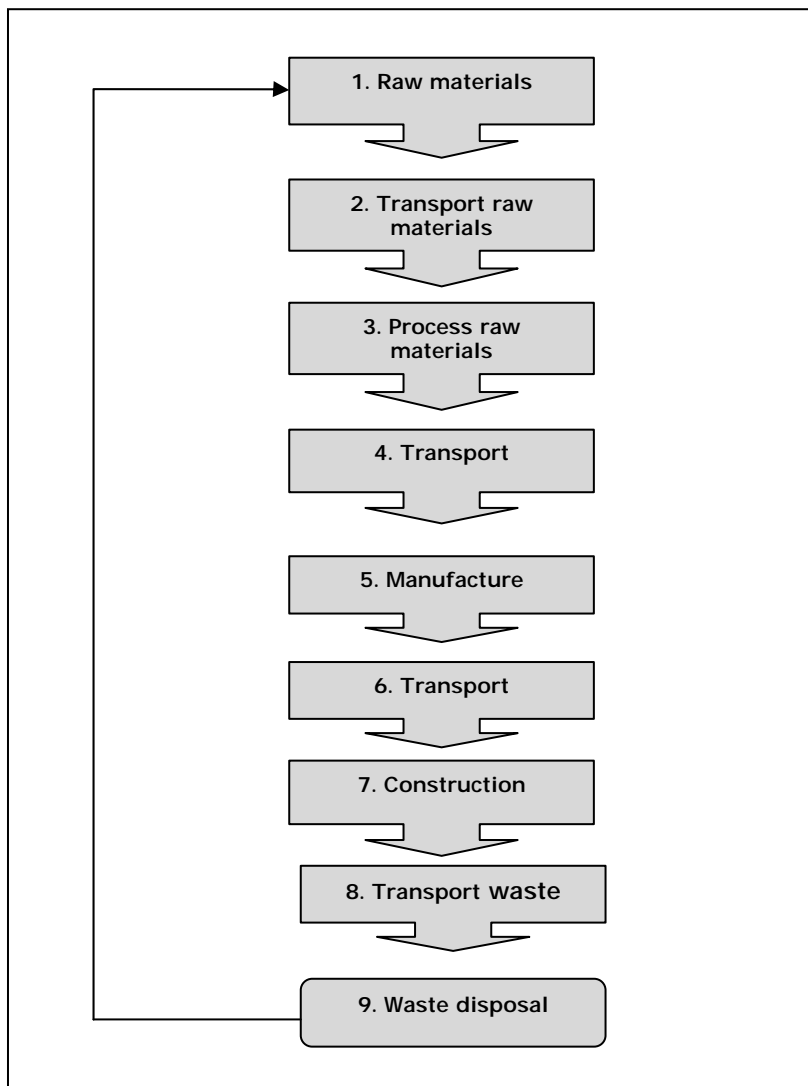 1. Raw materials
2. Transport raw
materials
3. Process raw
materials
4. Transport
5. Manufacture
6. Transport
7. Construction
8. Transport waste
9. Waste disposal